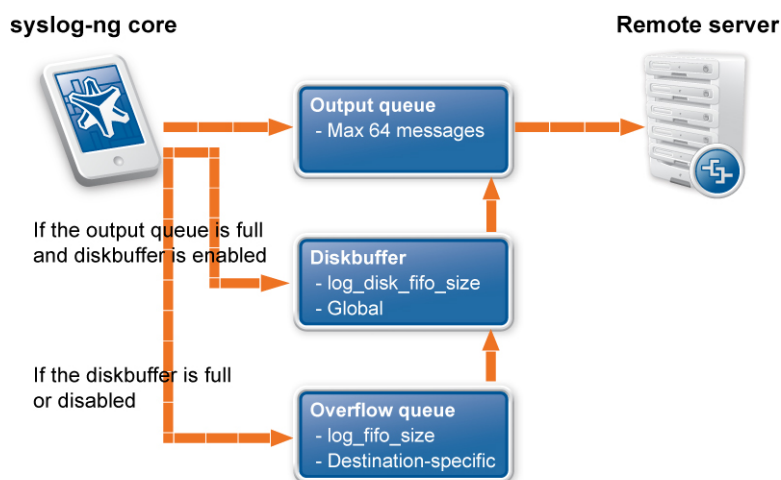 syslog-ng core
Remote server
Output queue
- Max 64 messages
If the output queue is full
and diskbuffer is enabled
Diskbuffer
- log_disk_fifo_size
- Global
If the diskbuffer is full
or disabled
Overflow queue
- log_fifo_size
- Destination-specific